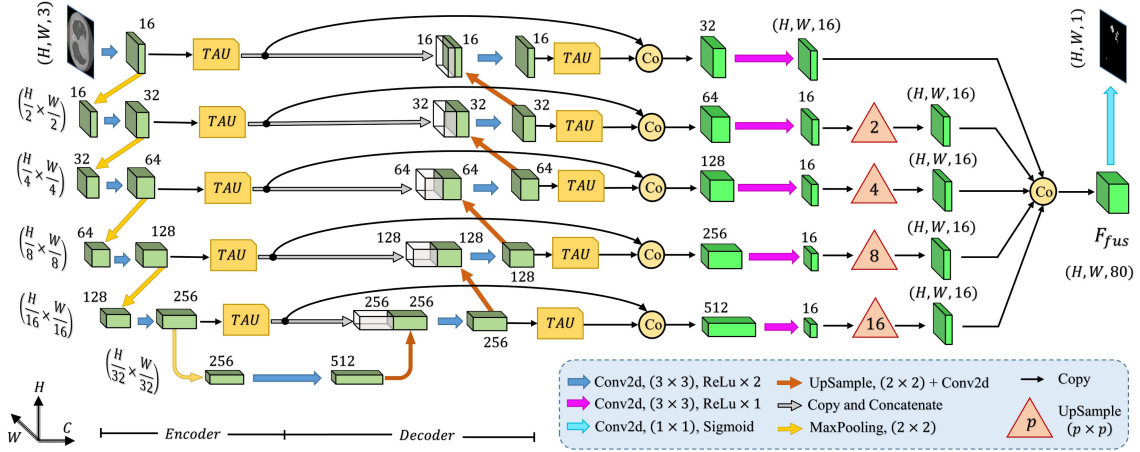 (H, W, 3)
16
TAU
16
16
16
TAU
Co
32
(H, W, 16)
(H, W, 1)
(H/2 × W/2)
16
32
TAU
32
32
32
TAU
Co
64
16
2
(H, W, 16)
(H/4 × W/4)
32
64
TAU
64
64
64
TAU
Co
128
16
4
(H, W, 16)
Co
F_fus
(H, W, 80)
(H/8 × W/8)
64
128
TAU
128
128
128
TAU
Co
256
16
8
(H, W, 16)
(H/16 × W/16)
128
256
TAU
256
256
256
TAU
Co
512
16
16
(H, W, 16)
(H/32 × W/32)
256
512
H
W
C
Encoder
Decoder
Conv2d, (3 × 3), ReLu × 2
Conv2d, (3 × 3), ReLu × 1
Conv2d, (1 × 1), Sigmoid
UpSample, (2 × 2) + Conv2d
Copy and Concatenate
MaxPooling, (2 × 2)
Copy
p
UpSample
(p × p)